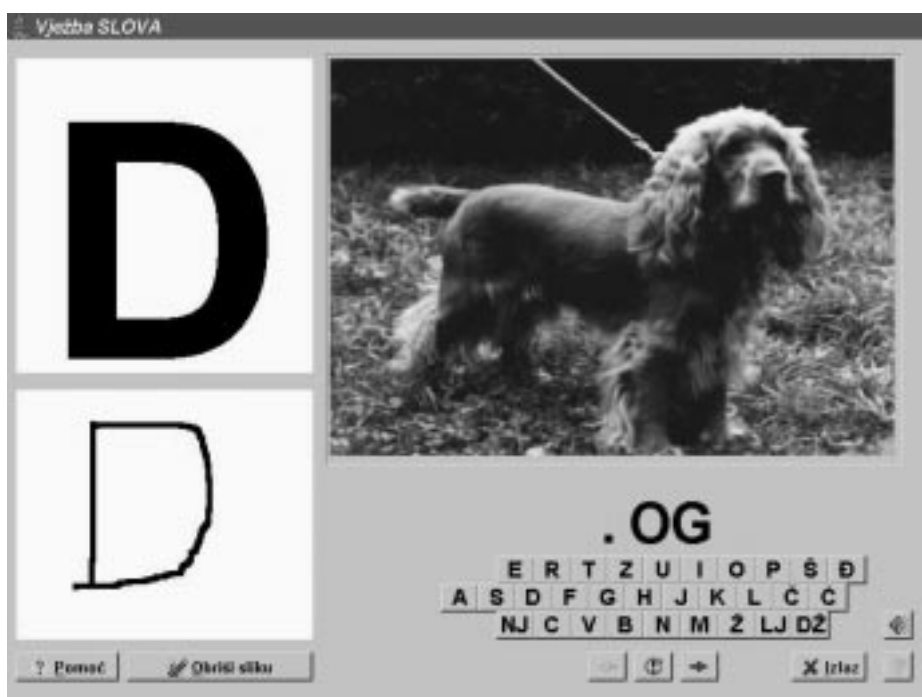 Vježba SLOVA
D
D
. OG
E R T Z U I O P Š Đ
A S D F G H J K L Č Ć
NJ C V B N M Ž LJ DŽ
? Pomoć
Obriši sliku
X Izlaz